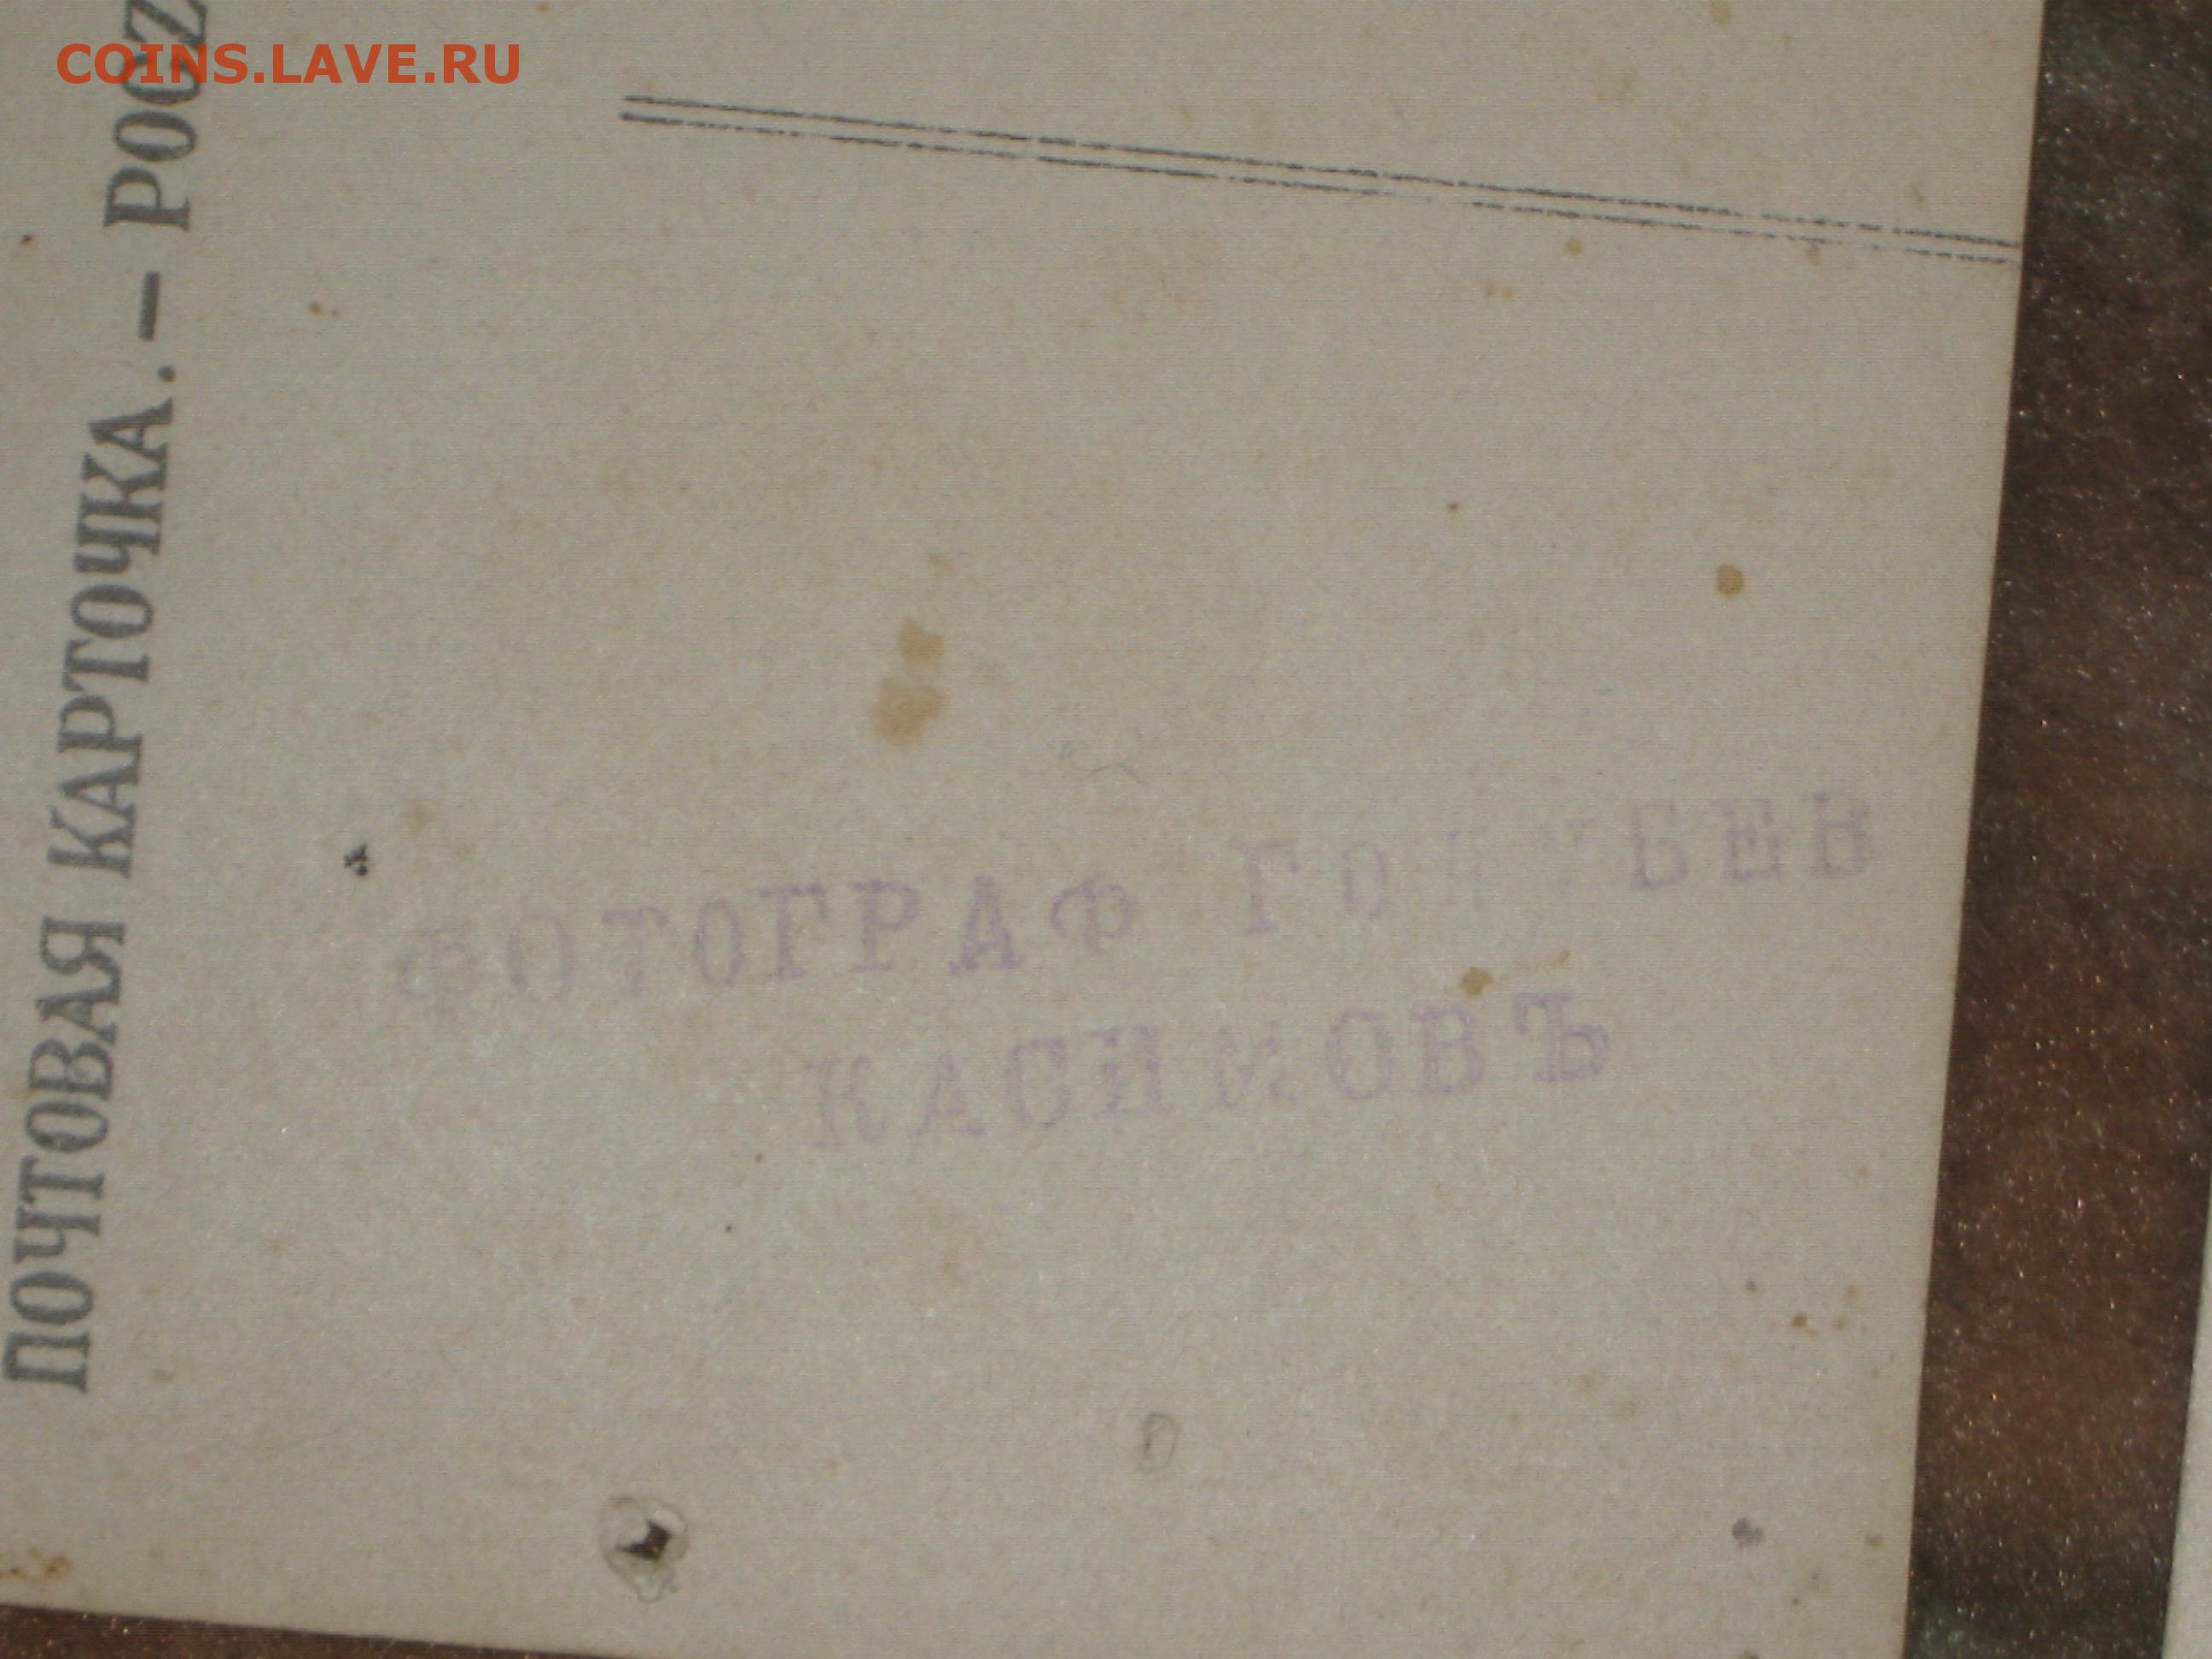 COINS.LAVE.RU
ПОЧТОВАЯ КАРТОЧКА. – POCZ
ФОТОГРАФ
КАСИМОВЪ